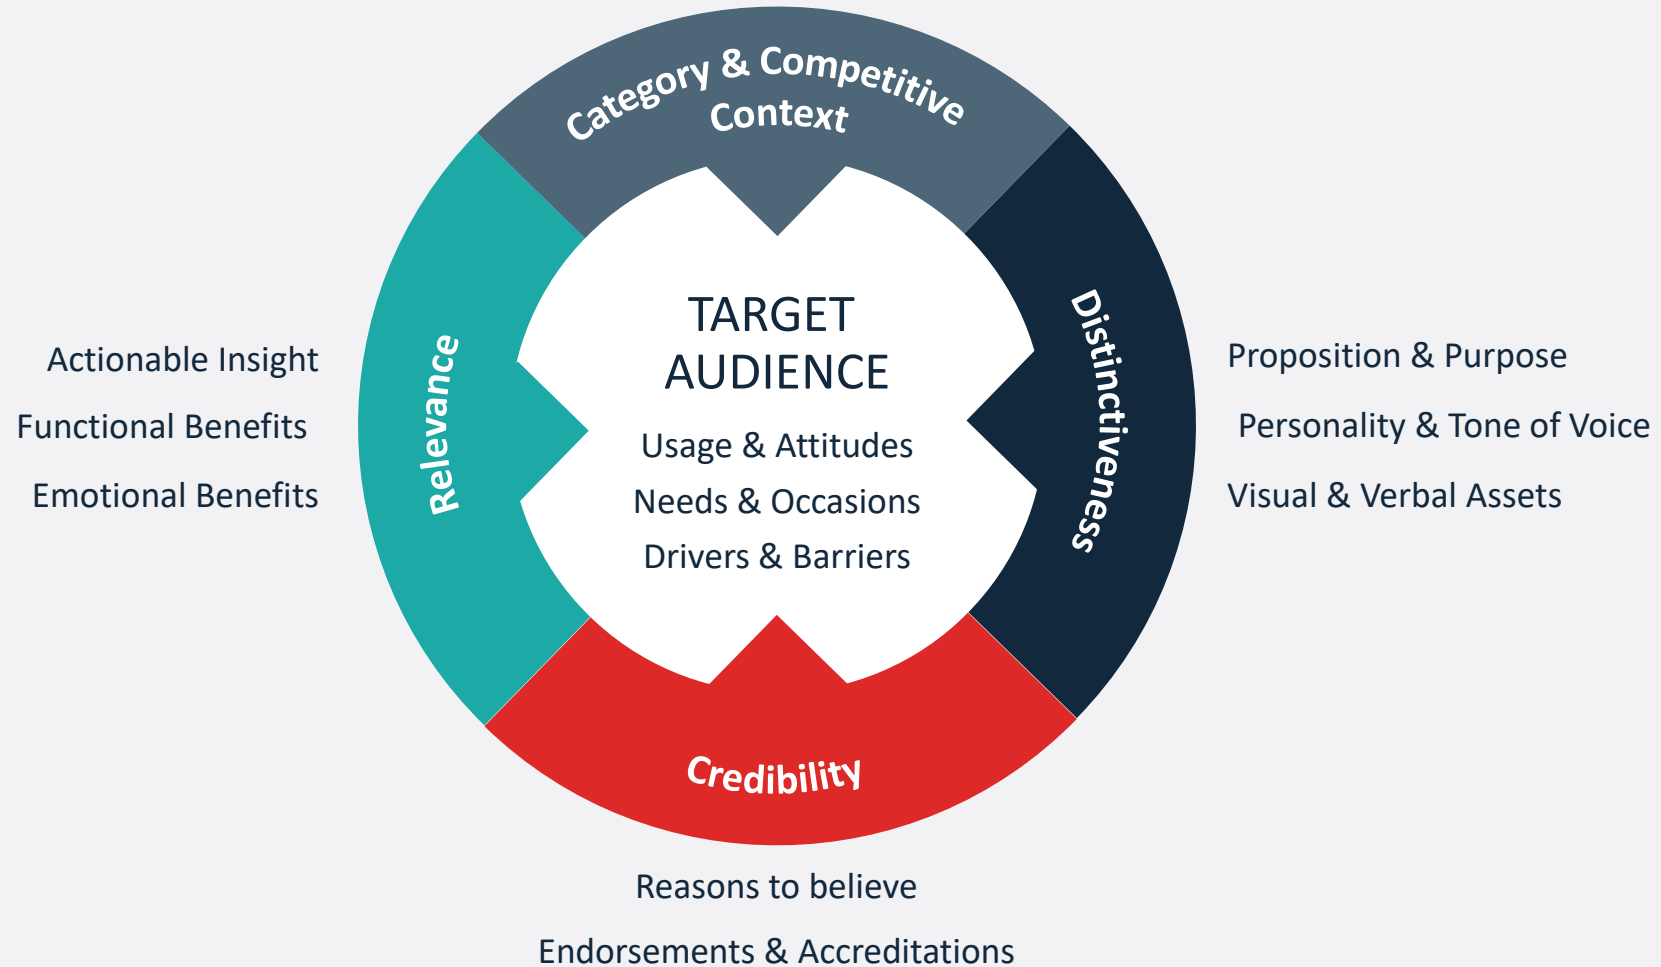 Category & Competitive
Context
Relevance
Distinctiveness
Credibility
TARGET
AUDIENCE
Usage & Attitudes
Needs & Occasions
Drivers & Barriers
Actionable Insight
Functional Benefits
Emotional Benefits
Proposition & Purpose
Personality & Tone of Voice
Visual & Verbal Assets
Reasons to believe
Endorsements & Accreditations